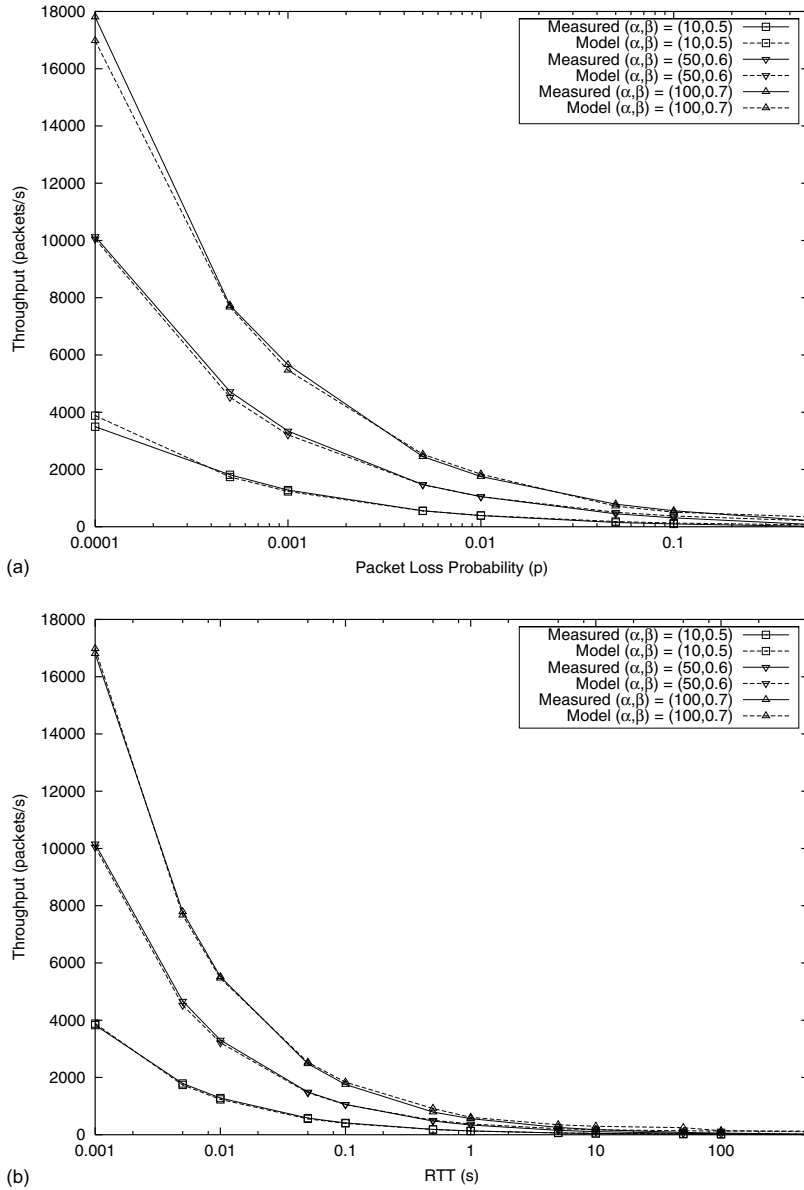 18000
16000
14000
12000
10000
8000
6000
4000
2000
0
Throughput (packets/s)
Measured (α,β) = (10,0.5)
Model (α,β) = (10,0.5)
Measured (α,β) = (50,0.6)
Model (α,β) = (50,0.6)
Measured (α,β) = (100,0.7)
Model (α,β) = (100,0.7)
0.0001 0.001 0.01 0.1
Packet Loss Probability (p)
(a)
18000
16000
14000
12000
10000
8000
6000
4000
2000
0
Throughput (packets/s)
Measured (α,β) = (10,0.5)
Model (α,β) = (10,0.5)
Measured (α,β) = (50,0.6)
Model (α,β) = (50,0.6)
Measured (α,β) = (100,0.7)
Model (α,β) = (100,0.7)
0.001 0.01 0.1 1 10 100
RTT (s)
(b)